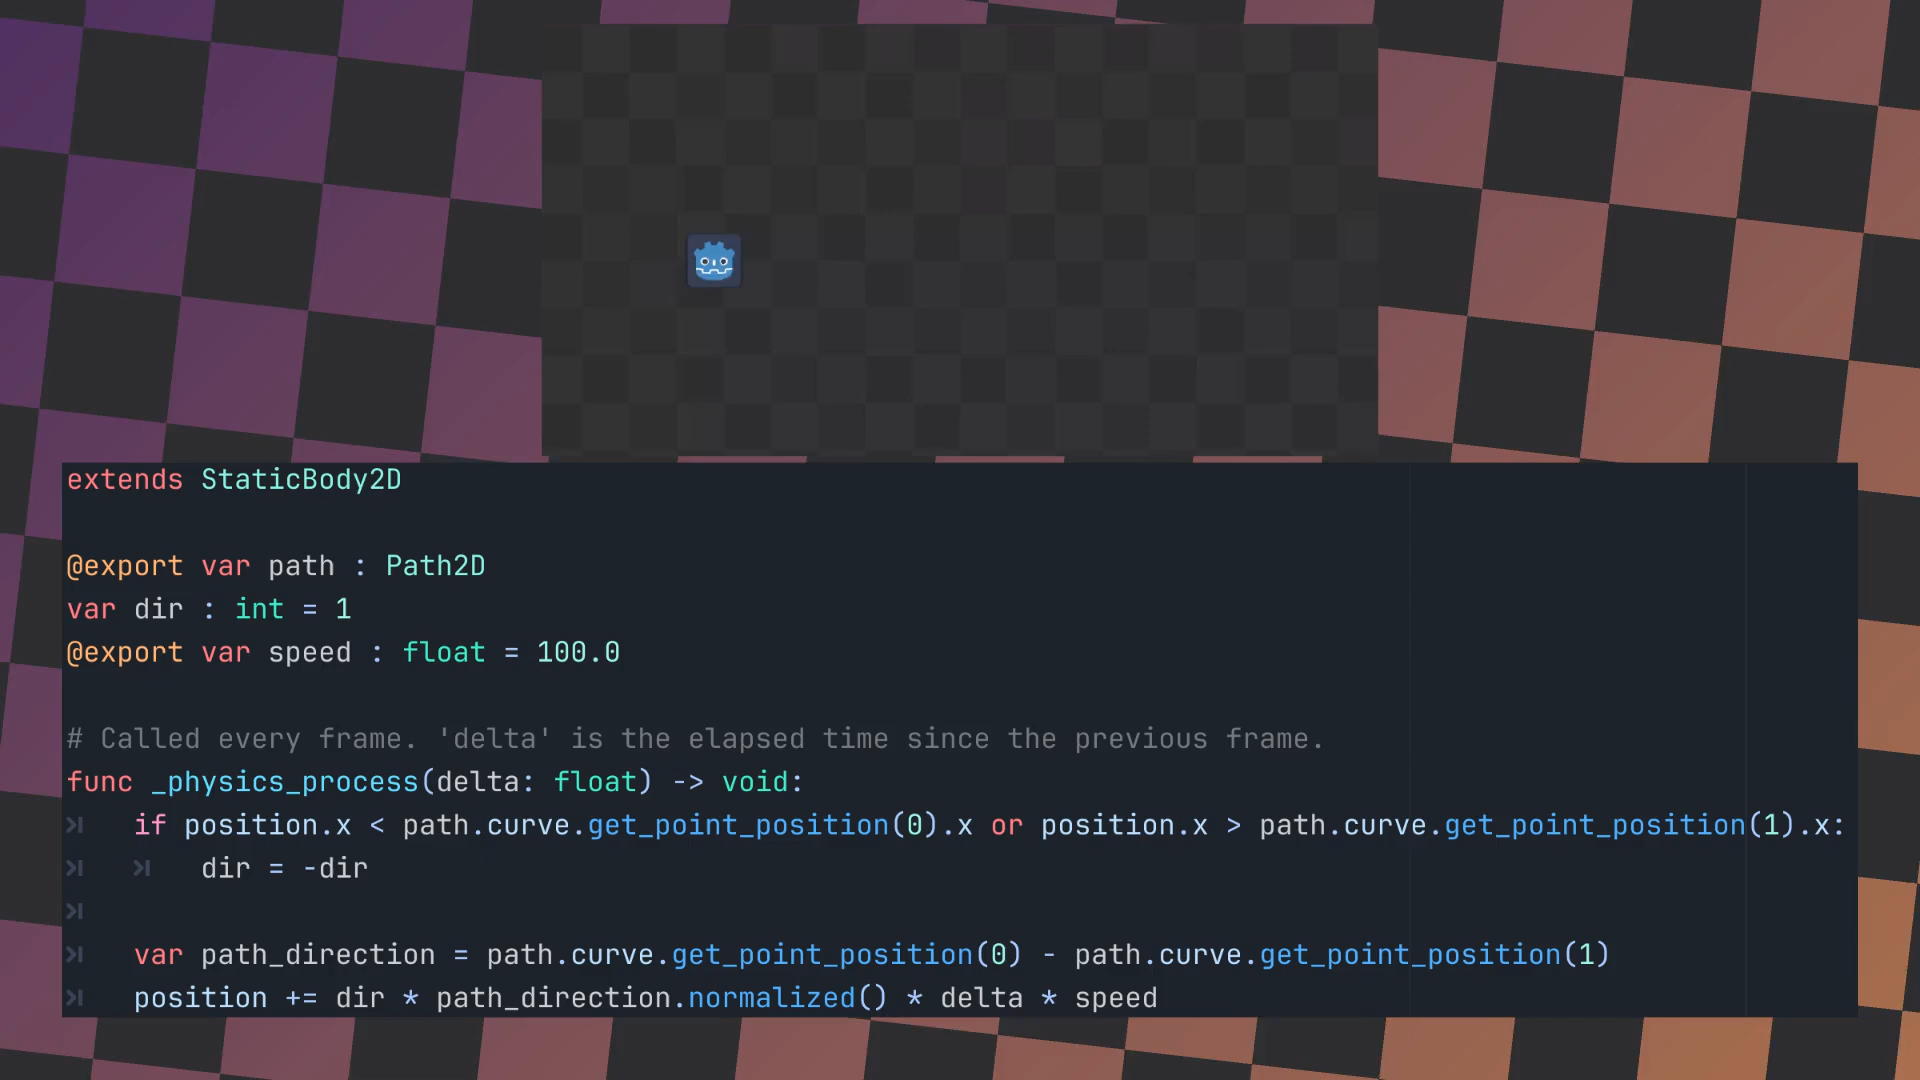 extends StaticBody2D
@export var path : Path2D
var dir : int = 1
@export var speed : float = 100.0
# Called every frame. 'delta' is the elapsed time since the previous frame.
func _physics_process(delta: float) -> void:
if position.x < path.curve.get_point_position(0).x or position.x > path.curve.get_point_position(1).x:
dir = -dir
var path_direction = path.curve.get_point_position(0) - path.curve.get_point_position(1)
position += dir * path_direction.normalized() * delta * speed